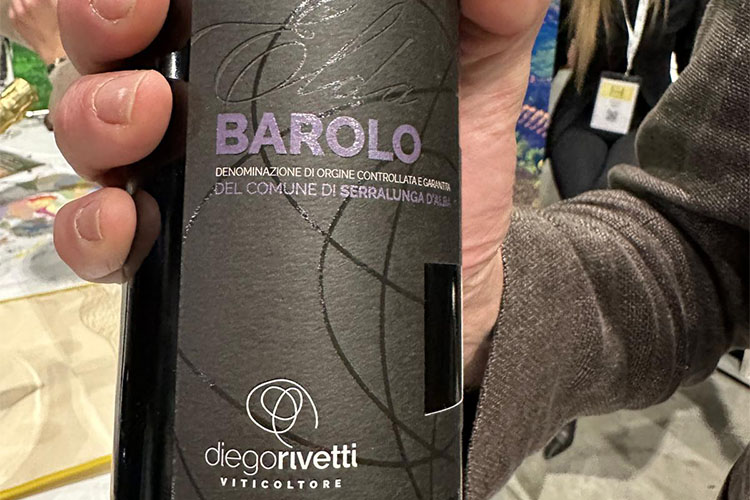 BAROLO
DENOMINAZIONE DI ORGINE CONTROLLATA E GARANTITA
DEL COMUNE DI SERRALUNGA D'ALBA
diegorivetti
VITICOLTORE